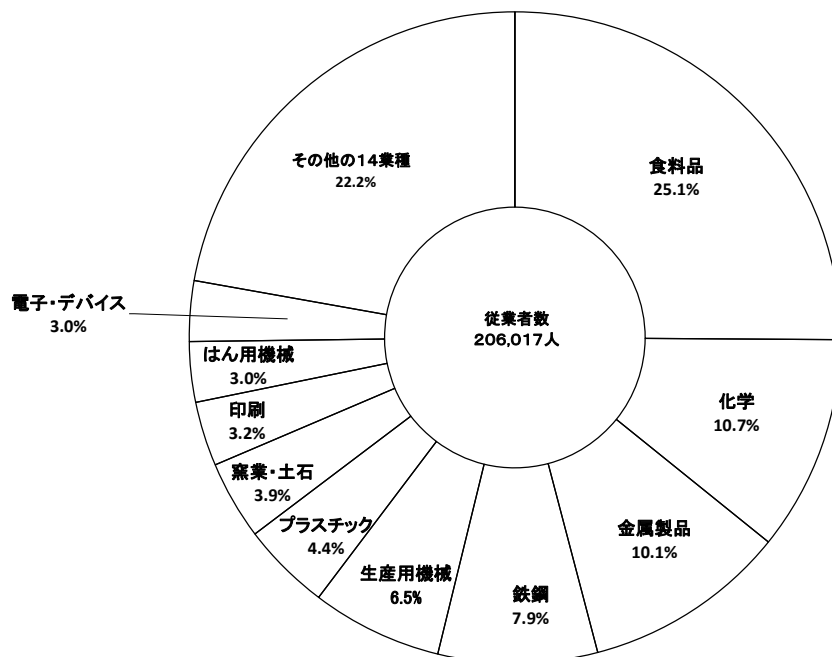 食料品
25.1%
化学
10.7%
金属製品
10.1%
鉄鋼
7.9%
生産用機械
6.5%
プラスチック
4.4%
窯業・土石
3.9%
印刷
3.2%
はん用機械
3.0%
電子・デバイス
3.0%
その他の14業種
22.2%
従業者数
206,017人